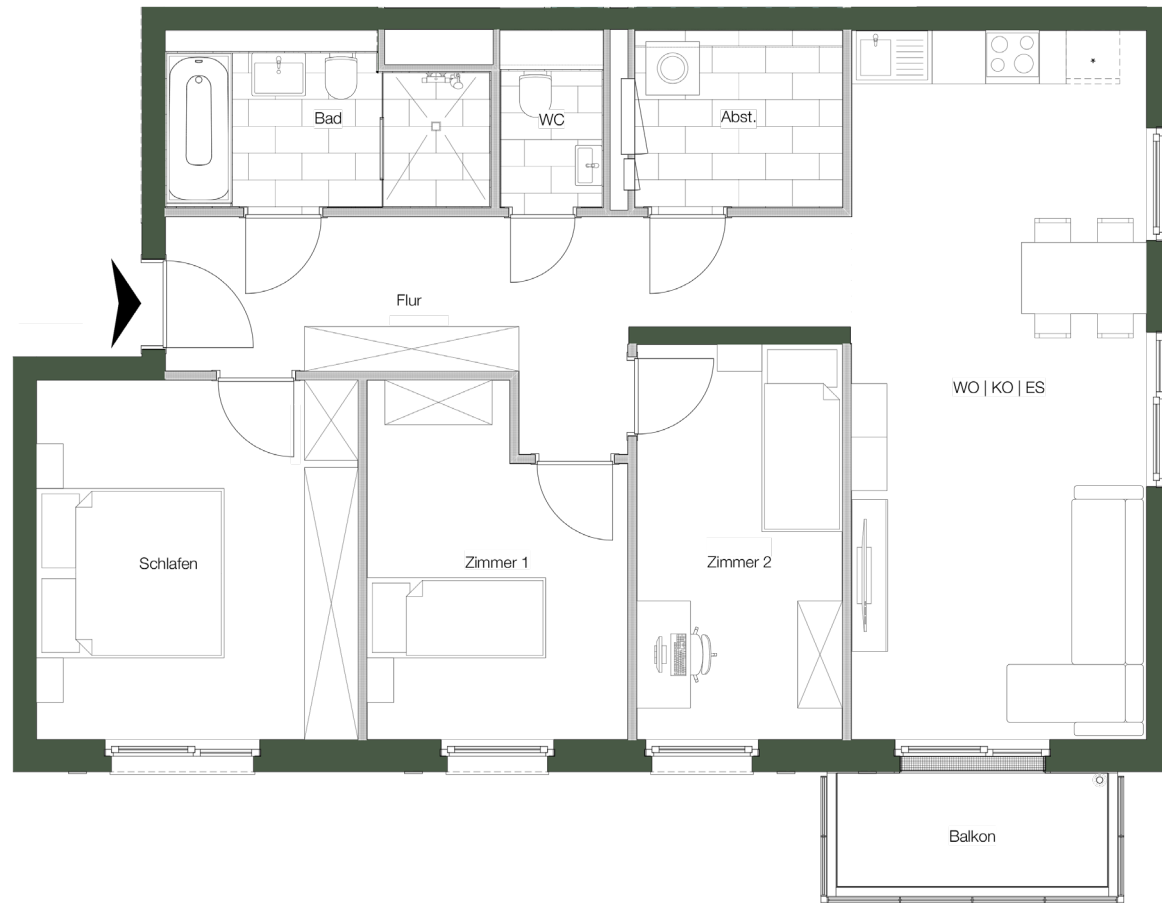 Bad
WC
Abst.
Flur
WO | KO | ES
Schlafen
Zimmer 1
Zimmer 2
Balkon